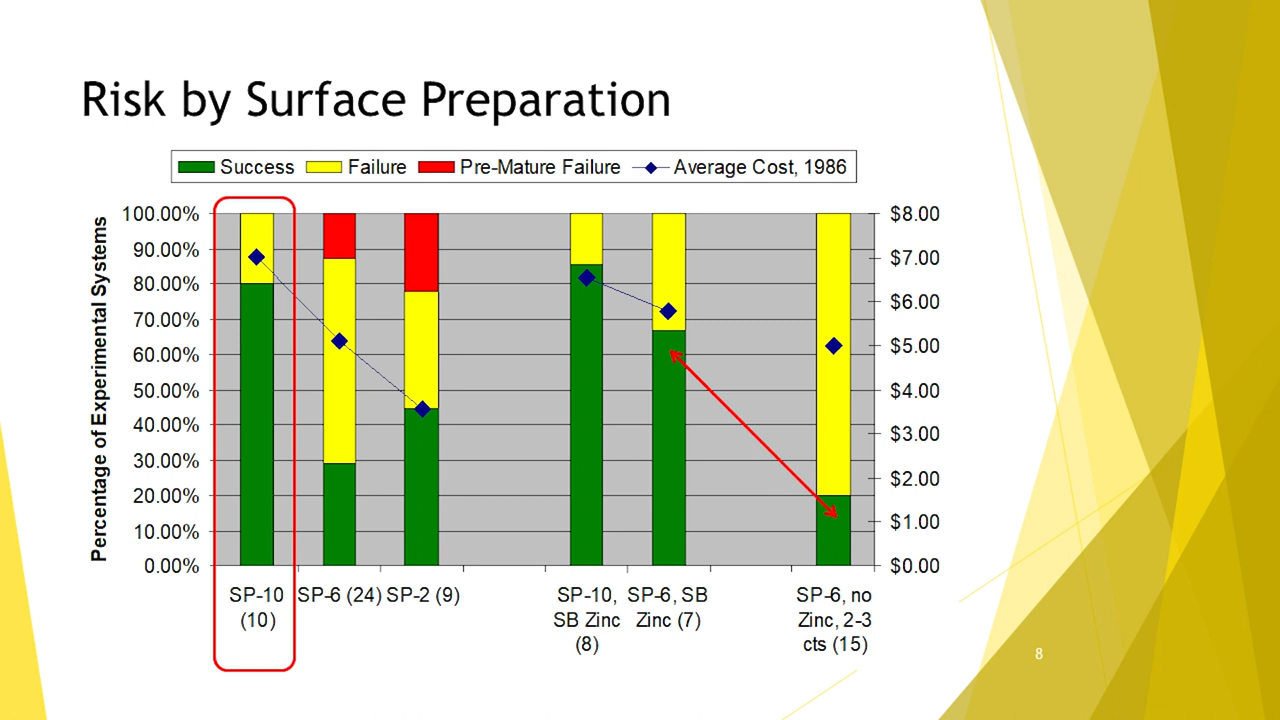 Risk by Surface Preparation
Success Failure Pre-Mature Failure Average Cost, 1986
Percentage of Experimental Systems
100.00%
90.00%
80.00%
70.00%
60.00%
50.00%
40.00%
30.00%
20.00%
10.00%
0.00%
$8.00
$7.00
$6.00
$5.00
$4.00
$3.00
$2.00
$1.00
$0.00
SP-10
(10)
SP-6 (24)
SP-2 (9)
SP-10,
SB Zinc
(8)
SP-6, SB
Zinc (7)
SP-6, no
Zinc, 2-3
cts (15)
8